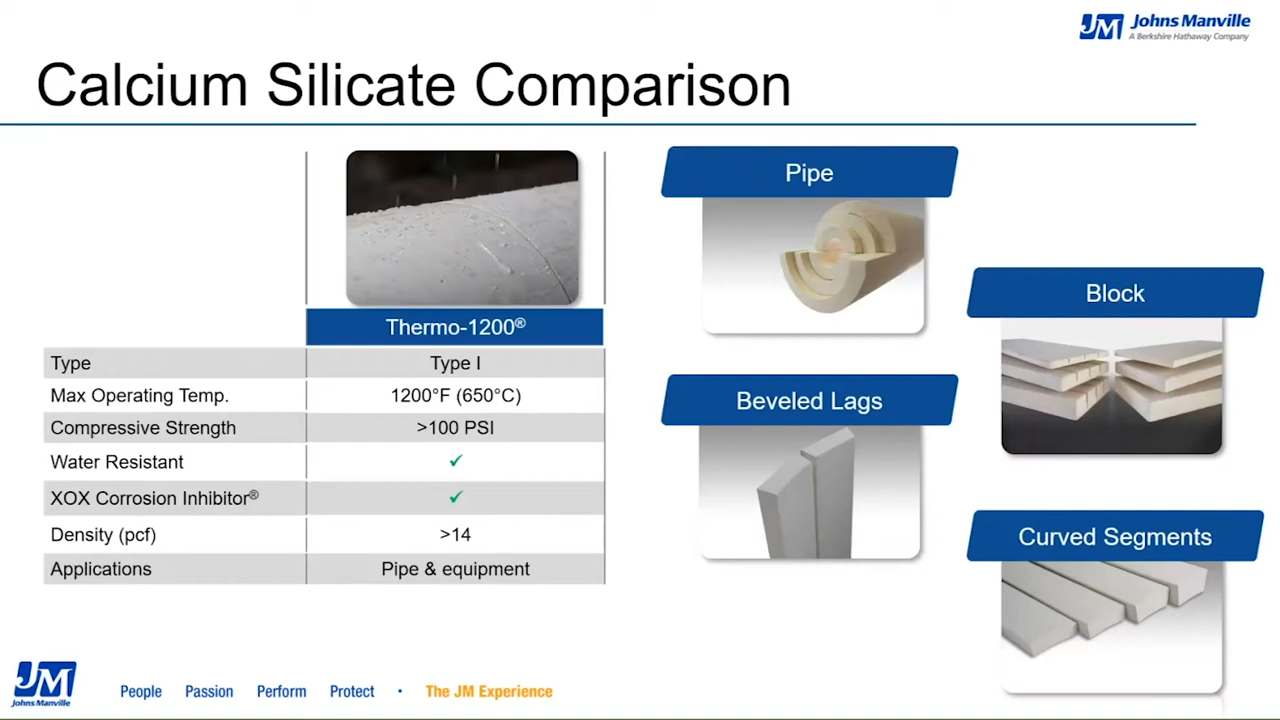 JM Johns Manville
A Berkshire Hathaway Company
Calcium Silicate Comparison
Thermo-1200®
Type Type I
Max Operating Temp. 1200°F (650°C)
Compressive Strength >100 PSI
Water Resistant ✓
XOX Corrosion Inhibitor® ✓
Density (pcf) >14
Applications Pipe & equipment
Pipe
Block
Beveled Lags
Curved Segments
JM
Johns Manville
People Passion Perform Protect • The JM Experience